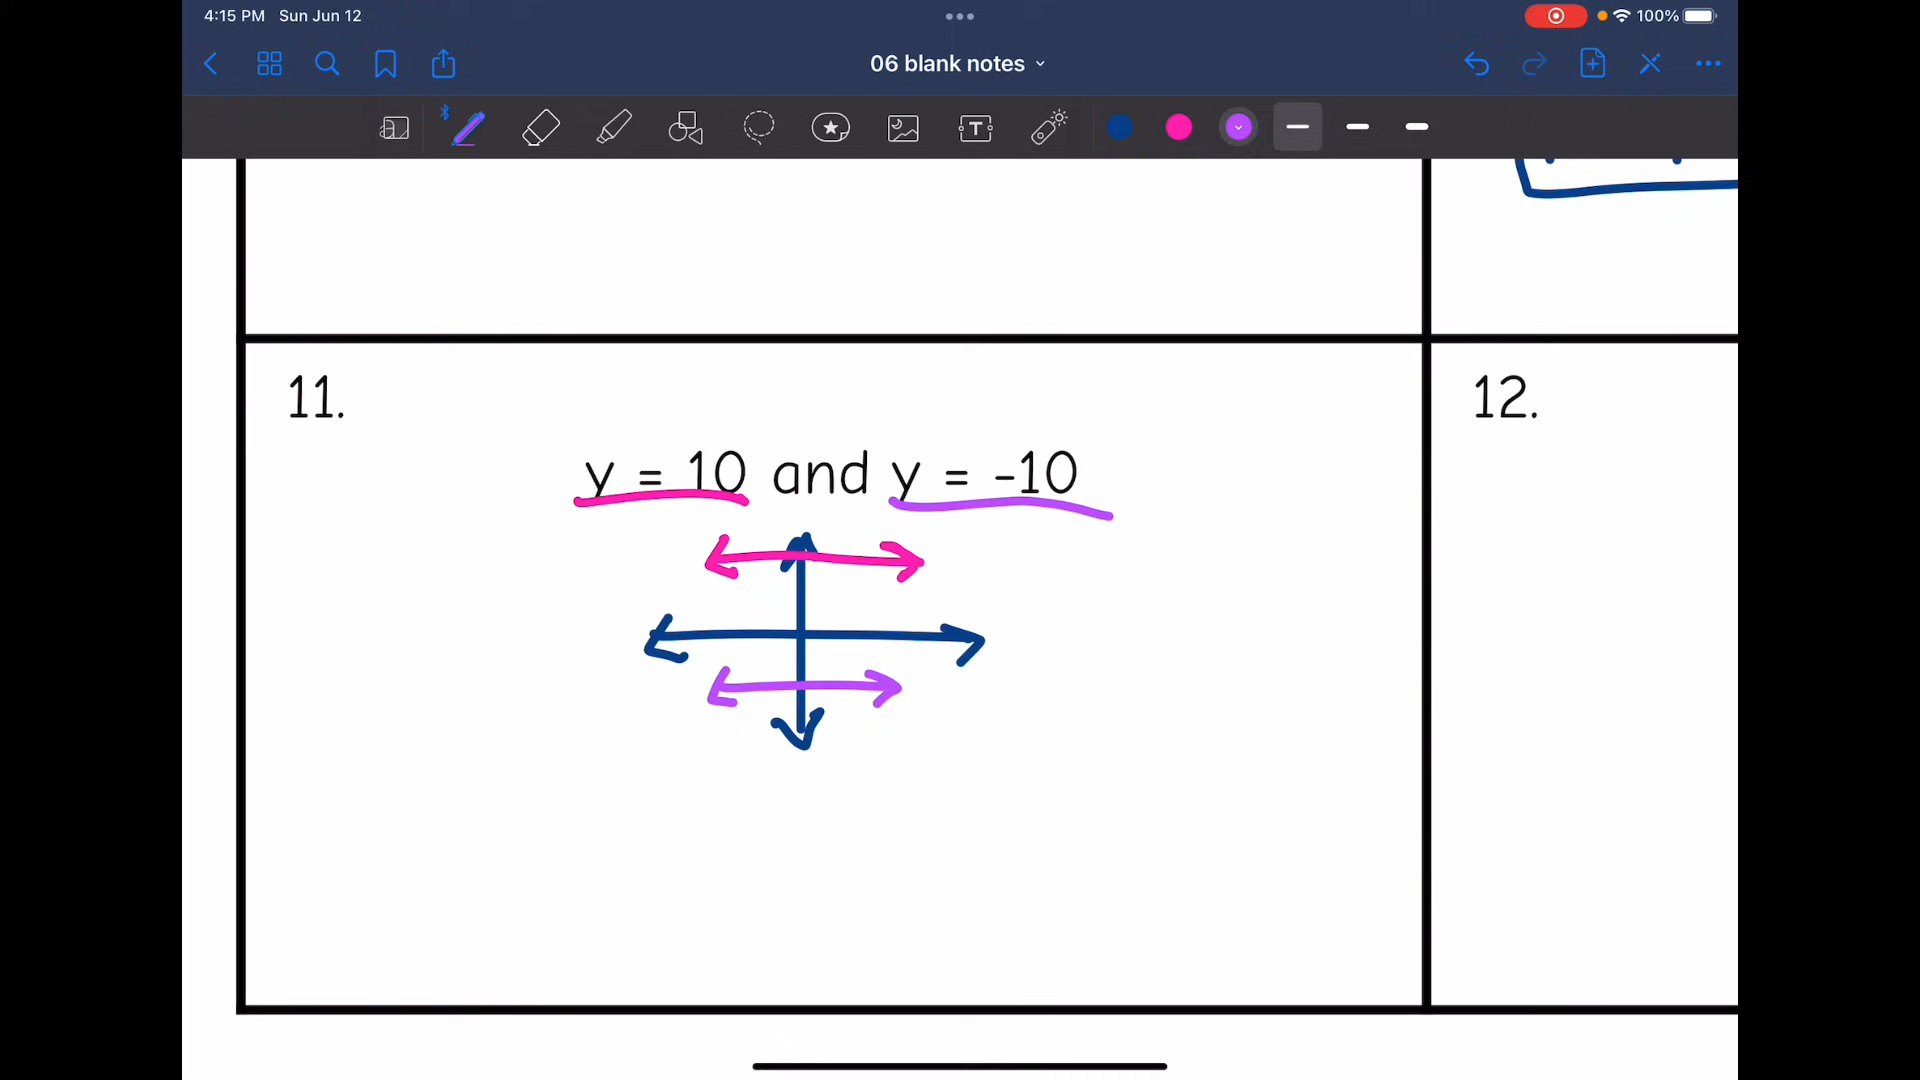 4:15 PM Sun Jun 12
100%
06 blank notes
11.
12.
y = 10 and y = -10